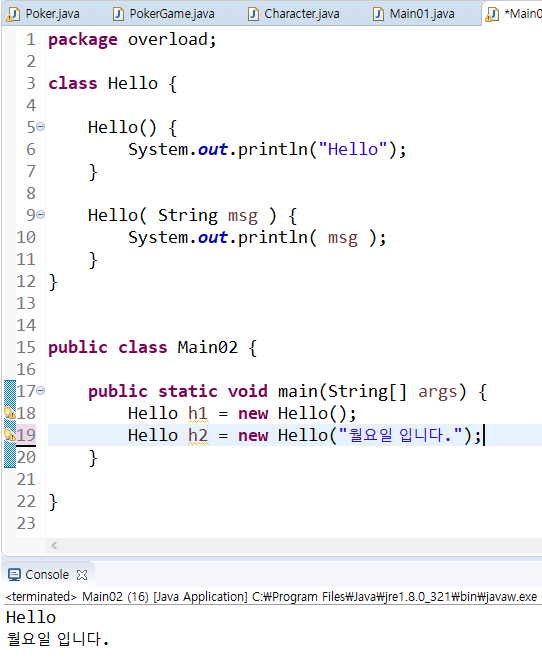 Poker.java PokerGame.java Character.java Main01.java *Main0
1 package overload;
2
3 class Hello {
4
5 Hello() {
6 System.out.println("Hello");
7 }
8
9 Hello( String msg ) {
10 System.out.println( msg );
11 }
12 }
13
14
15 public class Main02 {
16
17 public static void main(String[] args) {
18 Hello h1 = new Hello();
19 Hello h2 = new Hello("월요일 입니다.");
20 }
21
22 }
23
Console
<terminated> Main02 (16) [Java Application] C:₩Program Files₩Java₩jre1.8.0_321₩bin₩javaw.exe
Hello
월요일 입니다.